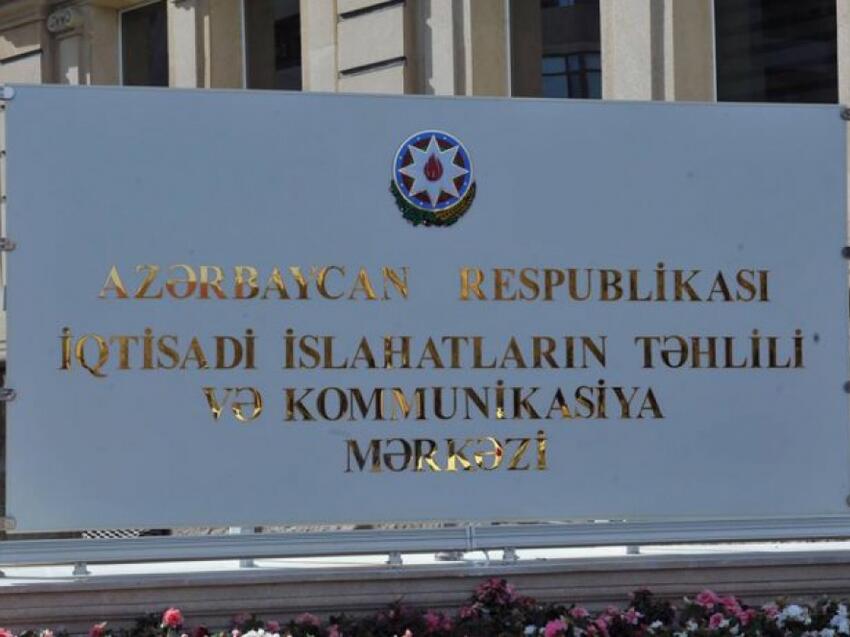 AZƏRBAYCAN RESPUBLİKASI
İQTİSADİ İSLAHATLARIN TƏHLİLİ
VƏ KOMMUNİKASİYA
MƏRKƏZİ